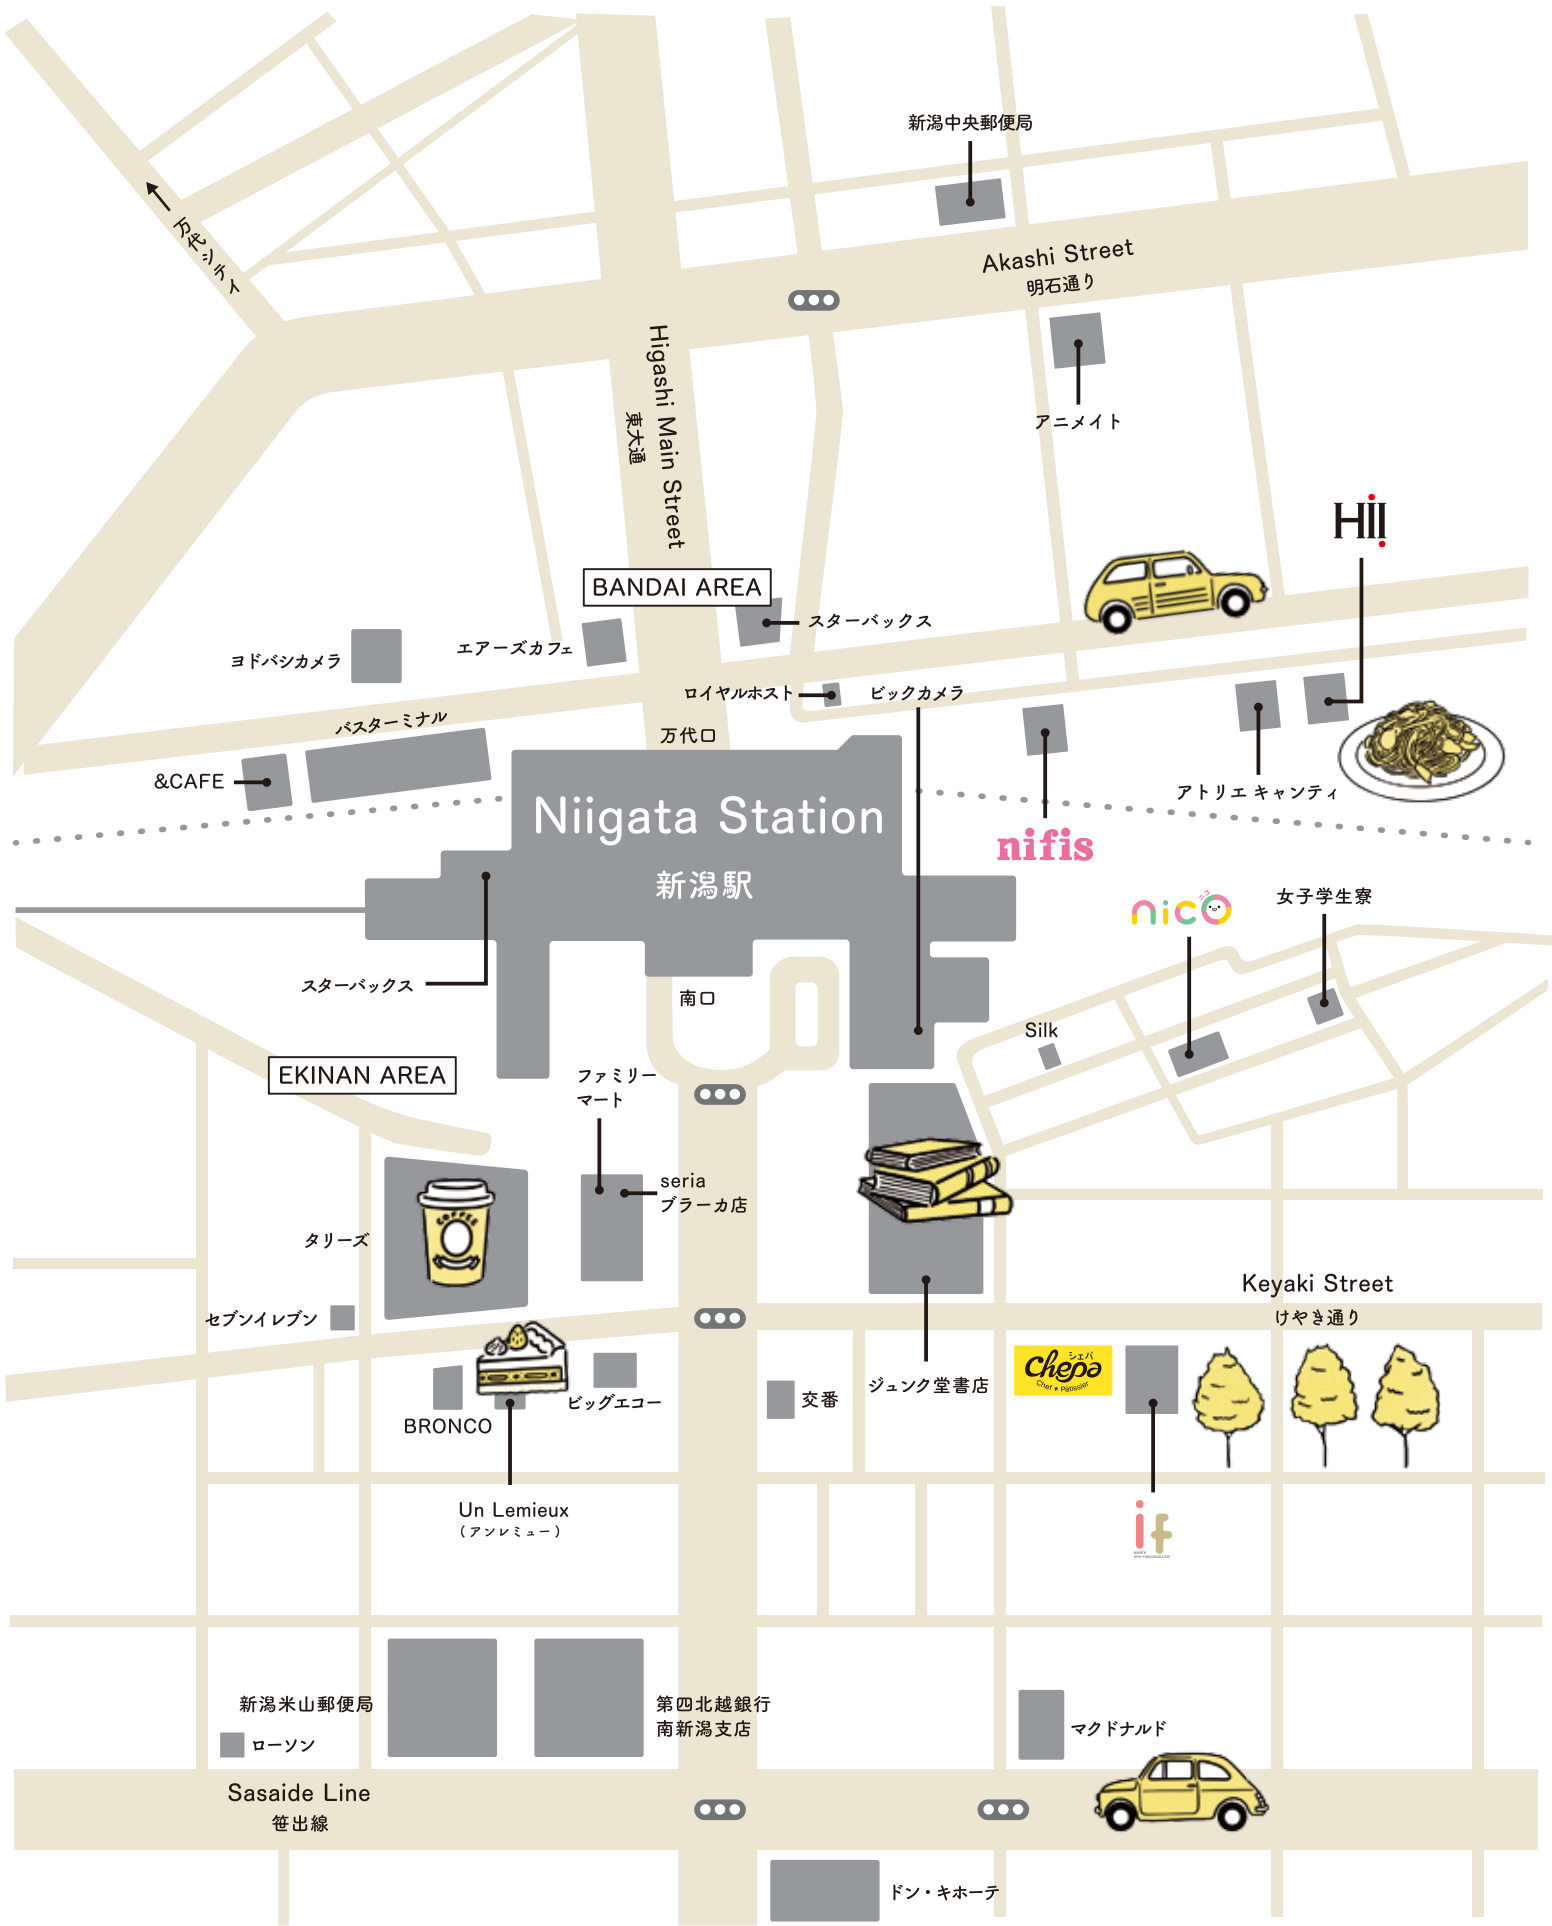 新潟中央郵便局
万代シティ
Akashi Street
明石通り
アニメイト
Higashi Main Street
東大通
HiI
BANDAI AREA
スターバックス
エアーズカフェ
ヨドバシカメラ
ロイヤルホスト
ビックカメラ
バスターミナル
万代口
&CAFE
アトリエ キャンティ
Niigata Station
新潟駅
nifis
女子学生寮
ニコ
nico
スターバックス
南口
Silk
EKINAN AREA
ファミリー
マート
seria
ブラーカ店
COFFEE
タリーズ
セブンイレブン
Keyaki Street
けやき通り
シェパ
Chepa
Chef ♥ Pâtissier
ジュンク堂書店
交番
ビッグエコー
BRONCO
Un Lemieux
（アンレミュー）
if
新潟米山郵便局
第四北越銀行
南新潟支店
ローソン
マクドナルド
Sasaide Line
笹出線
ドン・キホーテ